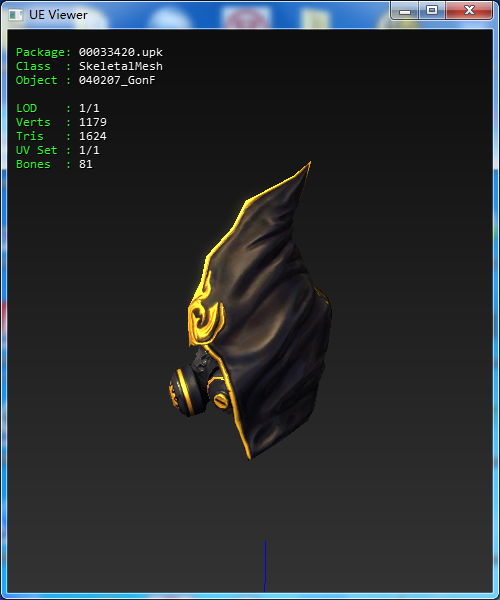 UE Viewer
Package: 00033420.upk
Class : SkeletalMesh
Object : 040207_GonF
LOD : 1/1
Verts : 1179
Tris : 1624
UV Set : 1/1
Bones : 81